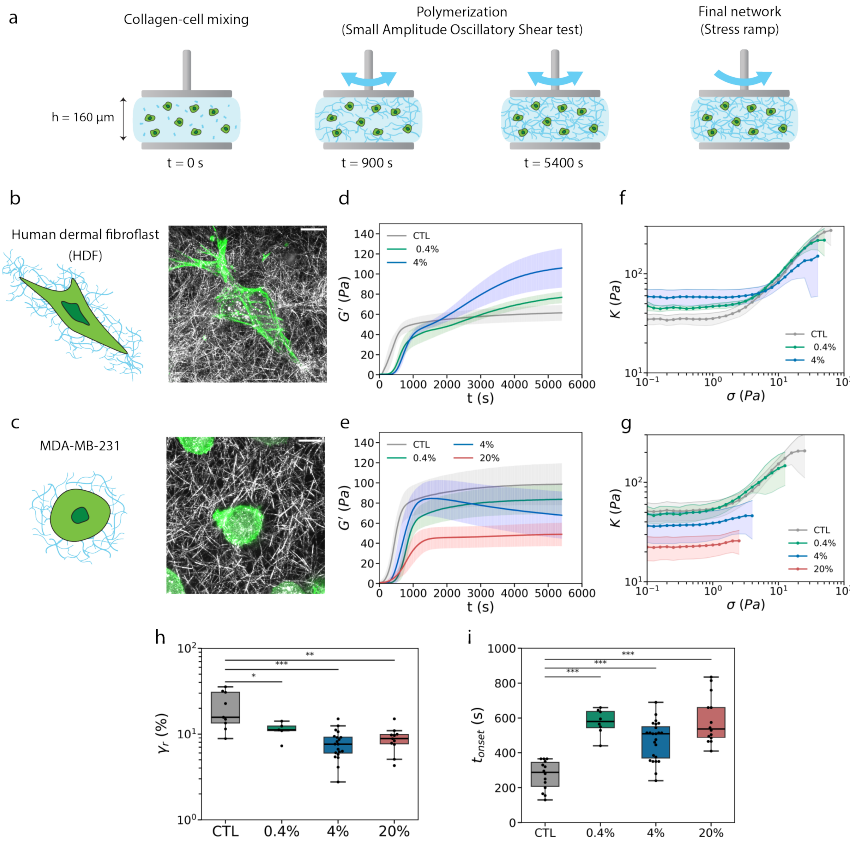 a
Collagen-cell mixing
Polymerization
(Small Amplitude Oscillatory Shear test)
Final network
(Stress ramp)
h = 160 μm
t = 0 s
t = 900 s
t = 5400 s
b
Human dermal fibroflast
(HDF)
d
CTL
0.4%
4%
G' (Pa)
140
120
100
80
60
40
20
0
0 1000 2000 3000 4000 5000 6000
t (s)
f
K (Pa)
10²
10¹
CTL
0.4%
4%
10⁻¹ 10⁰ 10¹
σ (Pa)
c
MDA-MB-231
e
CTL 4%
0.4% 20%
G' (Pa)
140
120
100
80
60
40
20
0
0 1000 2000 3000 4000 5000 6000
t (s)
g
K (Pa)
10²
10¹
CTL
0.4%
4%
20%
10⁻¹ 10⁰ 10¹
σ (Pa)
h
γr (%)
10²
10¹
10⁰
**
***
*
CTL 0.4% 4% 20%
i
tonset (s)
1000
800
600
400
200
0
***
***
***
CTL 0.4% 4% 20%